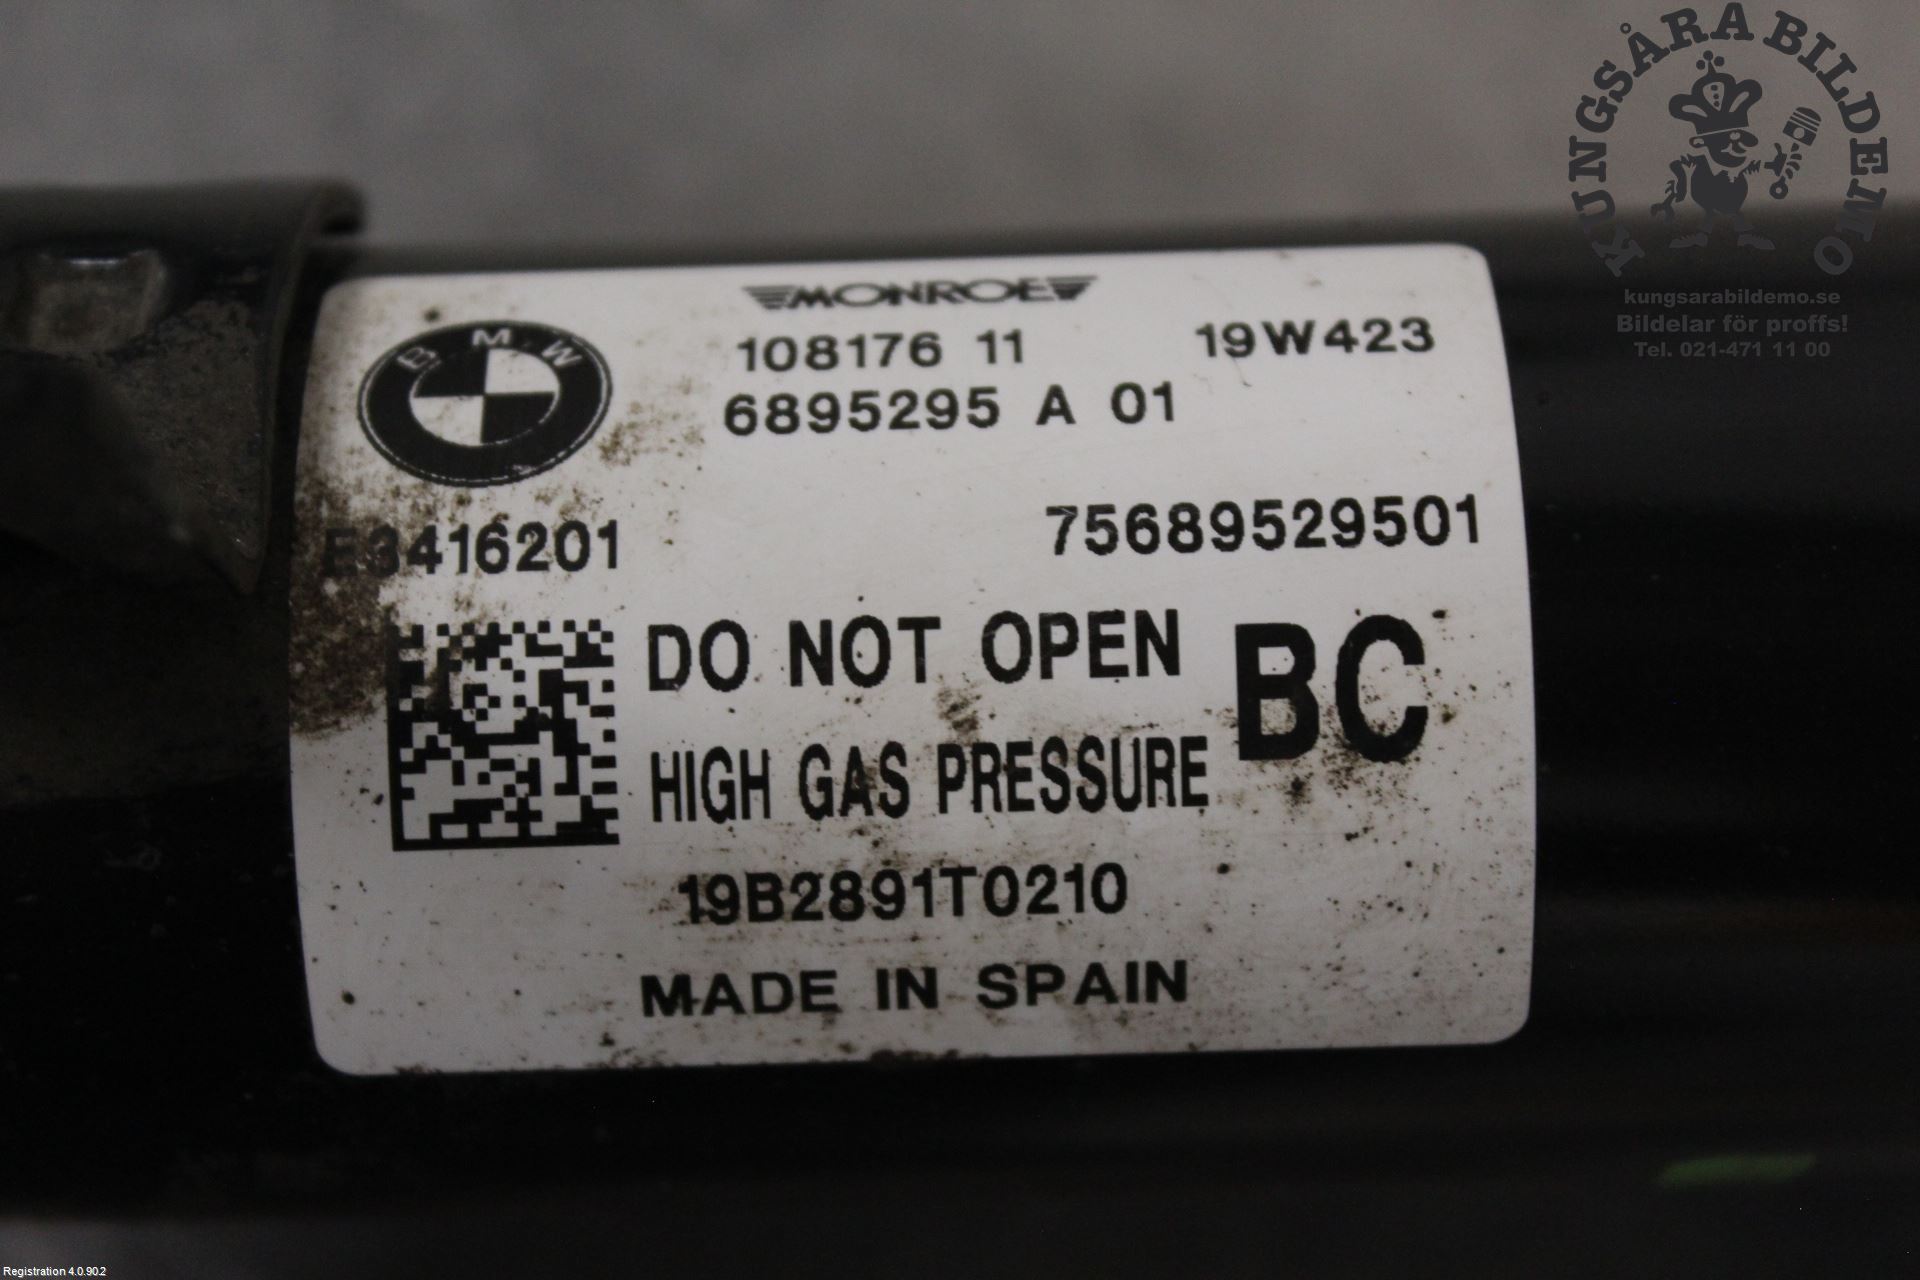 KUNGSÅRA BILDEMO
kungsarabildemo.se
Bildelar för proffs!
Tel. 021-471 11 00
MONROE
BMW
108176 11 19W423
6895295 A 01
E3416201 75689529501
DO NOT OPEN BC
HIGH GAS PRESSURE
19B2891T0210
MADE IN SPAIN
Registration 4.0.90.2